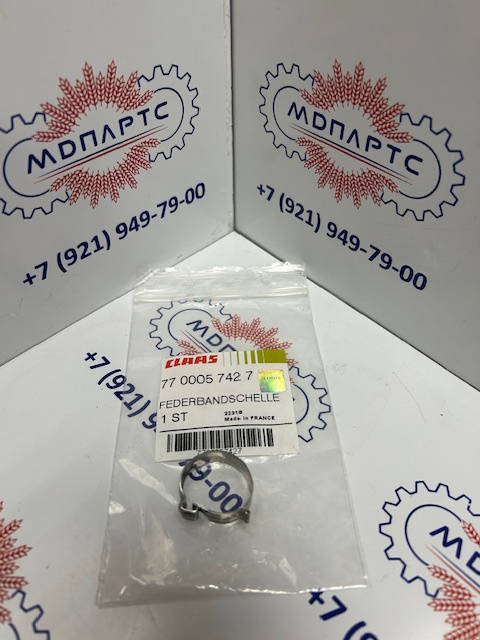 МДПАРТС
+7 (921) 949-79-00
МДПАРТС
+7 (921) 949-79-00
CLAAS
77 0005 742 7
FEDERBANDSCHELLE
1 ST
2231B
Made in FRANCE
МДПАРТС